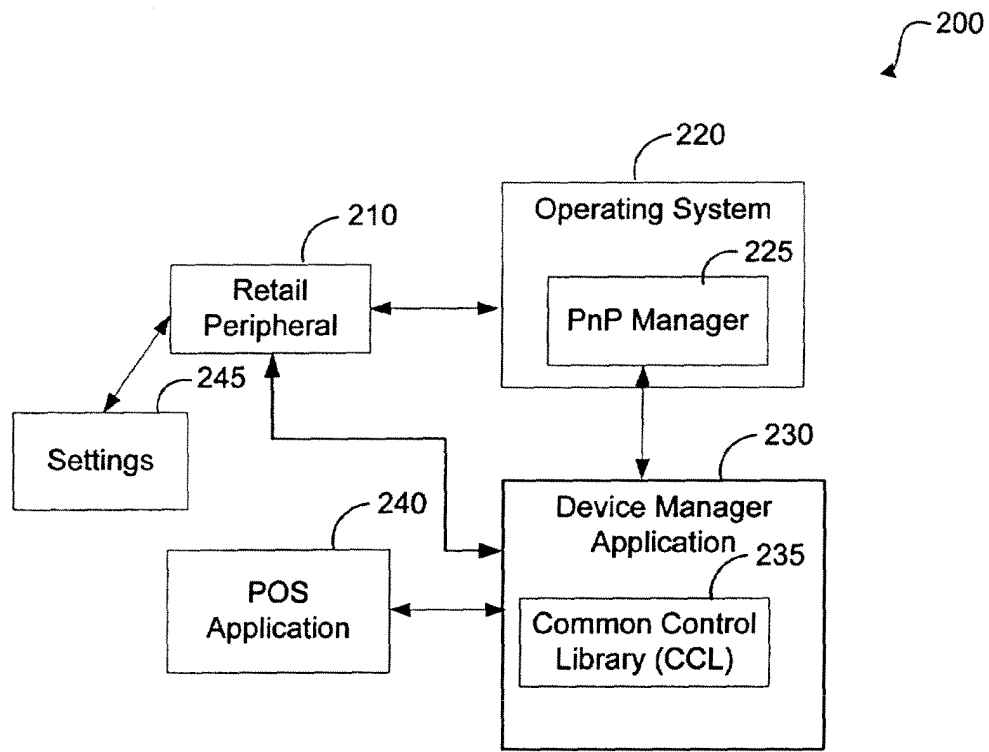 200
220
Operating System
225
PnP Manager
210
Retail
Peripheral
245
Settings
230
Device Manager
Application
235
Common Control
Library (CCL)
240
POS
Application